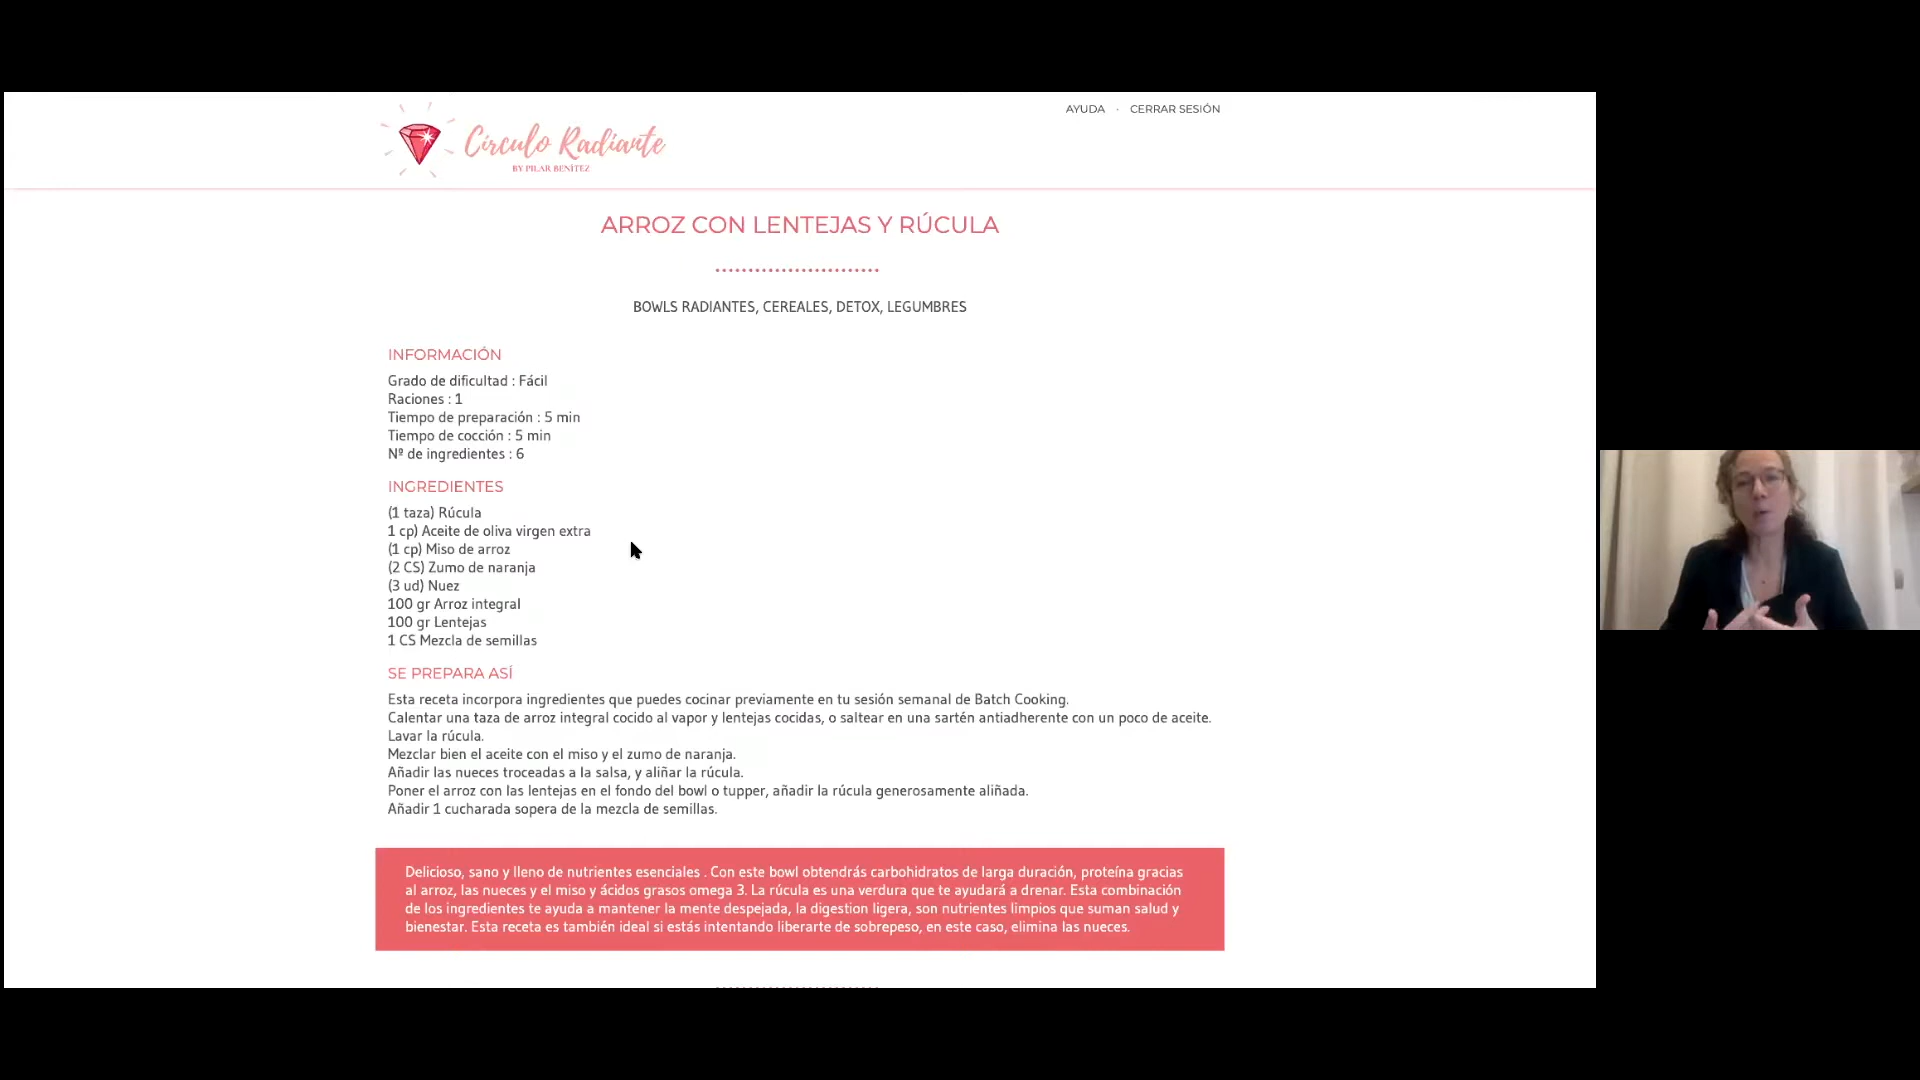 AYUDA · CERRAR SESIÓN
Círculo Radiante
BY PILAR BENÍTEZ
ARROZ CON LENTEJAS Y RÚCULA
BOWLS RADIANTES, CEREALES, DETOX, LEGUMBRES
INFORMACIÓN
Grado de dificultad : Fácil
Raciones : 1
Tiempo de preparación : 5 min
Tiempo de cocción : 5 min
Nº de ingredientes : 6
INGREDIENTES
(1 taza) Rúcula
1 cp) Aceite de oliva virgen extra
(1 cp) Miso de arroz
(2 CS) Zumo de naranja
(3 ud) Nuez
100 gr Arroz integral
100 gr Lentejas
1 CS Mezcla de semillas
SE PREPARA ASÍ
Esta receta incorpora ingredientes que puedes cocinar previamente en tu sesión semanal de Batch Cooking.
Calentar una taza de arroz integral cocido al vapor y lentejas cocidas, o saltear en una sartén antiadherente con un poco de aceite.
Lavar la rúcula.
Mezclar bien el aceite con el miso y el zumo de naranja.
Añadir las nueces troceadas a la salsa, y aliñar la rúcula.
Poner el arroz con las lentejas en el fondo del bowl o tupper, añadir la rúcula generosamente aliñada.
Añadir 1 cucharada sopera de la mezcla de semillas.
Delicioso, sano y lleno de nutrientes esenciales . Con este bowl obtendrás carbohidratos de larga duración, proteína gracias
al arroz, las nueces y el miso y ácidos grasos omega 3. La rúcula es una verdura que te ayudará a drenar. Esta combinación
de los ingredientes te ayuda a mantener la mente despejada, la digestion ligera, son nutrientes limpios que suman salud y
bienestar. Esta receta es también ideal si estás intentando liberarte de sobrepeso, en este caso, elimina las nueces.